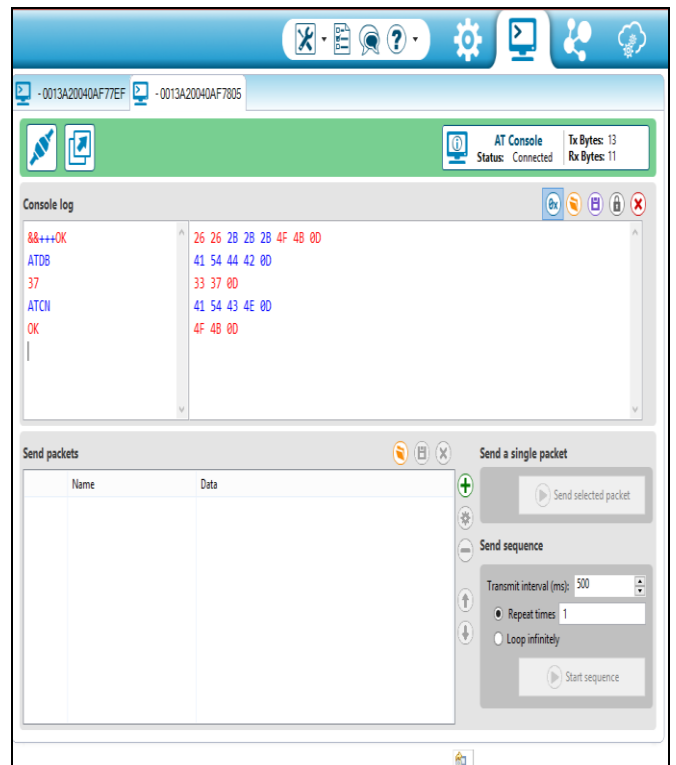 - 0013A20040AF77EF - 0013A20040AF7805
AT Console Tx Bytes: 13
Status: Connected Rx Bytes: 11
Console log
0x
&&+++OK 26 26 2B 2B 2B 4F 4B 0D
ATDB 41 54 44 42 0D
37 33 37 0D
ATCN 41 54 43 4E 0D
OK 4F 4B 0D
Send packets
Name Data
Send a single packet
Send selected packet
Send sequence
Transmit interval (ms): 500
Repeat times 1
Loop infinitely
Start sequence